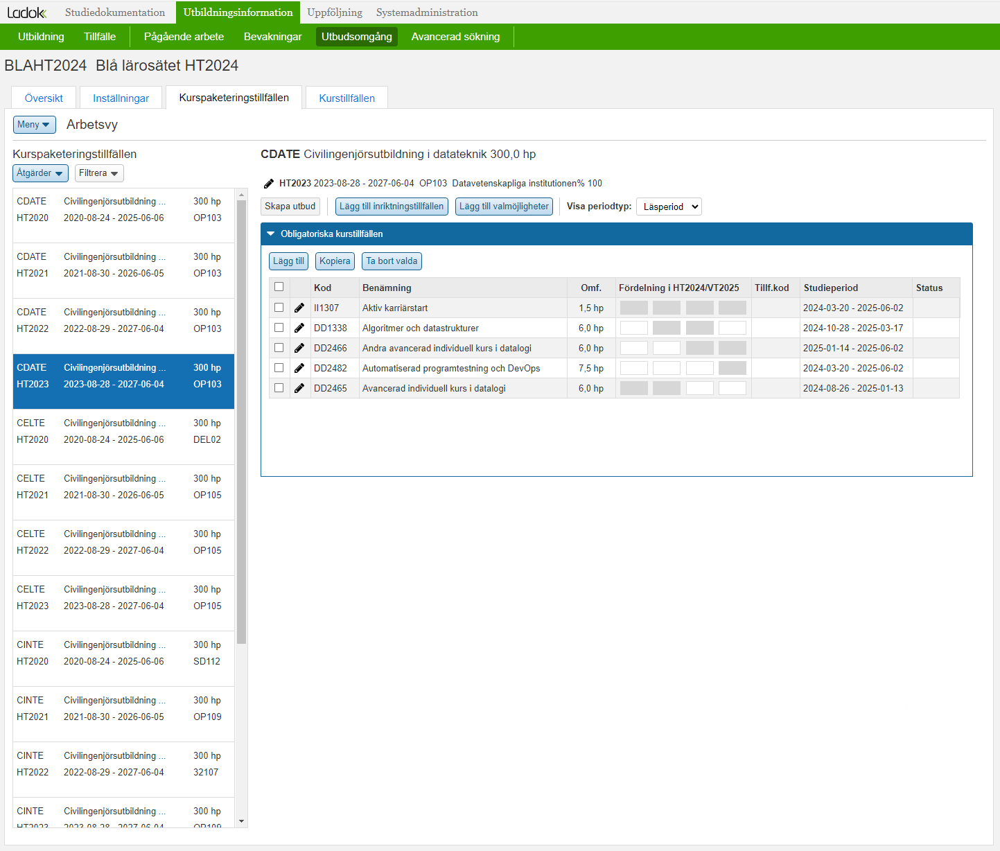 Ladok Studiedokumentation Utbildningsinformation Uppföljning Systemadministration
Utbildning Tillfälle Pågående arbete Bevakningar Utbudsomgång Avancerad sökning
BLAHT2024 Blå lärosätet HT2024
Översikt Inställningar Kurspaketeringstillfällen Kurstillfällen
Meny Arbetsvy
Kurspaketeringstillfällen
Åtgärder Filtrera
CDATE Civilingenjörsutbildning ... 300 hp
HT2020 2020-08-24 - 2025-06-06 OP103
CDATE Civilingenjörsutbildning ... 300 hp
HT2021 2021-08-30 - 2026-06-05 OP103
CDATE Civilingenjörsutbildning ... 300 hp
HT2022 2022-08-29 - 2027-06-04 OP103
CDATE Civilingenjörsutbildning ... 300 hp
HT2023 2023-08-28 - 2027-06-04 OP103
CELTE Civilingenjörsutbildning ... 300 hp
HT2020 2020-08-24 - 2025-06-06 DEL02
CELTE Civilingenjörsutbildning ... 300 hp
HT2021 2021-08-30 - 2026-06-05 OP105
CELTE Civilingenjörsutbildning ... 300 hp
HT2022 2022-08-29 - 2027-06-04 OP105
CELTE Civilingenjörsutbildning ... 300 hp
HT2023 2023-08-28 - 2027-06-04 OP105
CINTE Civilingenjörsutbildning ... 300 hp
HT2020 2020-08-24 - 2025-06-06 SD112
CINTE Civilingenjörsutbildning ... 300 hp
HT2021 2021-08-30 - 2026-06-05 OP109
CINTE Civilingenjörsutbildning ... 300 hp
HT2022 2022-08-29 - 2027-06-04 32107
CINTE Civilingenjörsutbildning ... 300 hp
HT2023 2023-08-28 - 2027-06-04 OP109
CDATE Civilingenjörsutbildning i datateknik 300,0 hp
HT2023 2023-08-28 - 2027-06-04 OP103 Datavetenskapliga institutionen% 100
Skapa utbud Lägg till inriktningstillfällen Lägg till valmöjligheter Visa periodtyp: Läsperiod
Obligatoriska kurstillfällen
Lägg till Kopiera Ta bort valda
Kod Benämning Omf. Fördelning i HT2024/VT2025 Tillf.kod Studieperiod Status
II1307 Aktiv karriärstart 1,5 hp 2024-03-20 - 2025-06-02
DD1338 Algoritmer och datastrukturer 6,0 hp 2024-10-28 - 2025-03-17
DD2466 Andra avancerad individuell kurs i datalogi 6,0 hp 2025-01-14 - 2025-06-02
DD2482 Automatiserad programtestning och DevOps 7,5 hp 2024-03-20 - 2025-06-02
DD2465 Avancerad individuell kurs i datalogi 6,0 hp 2024-08-26 - 2025-01-13